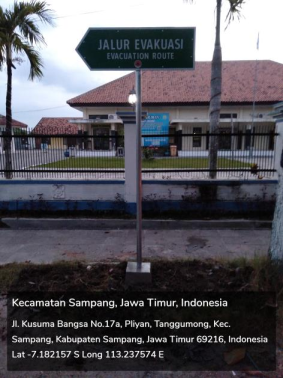 JALUR EVAKUASI
EVACUATION ROUTE
Kecamatan Sampang, Jawa Timur, Indonesia
Jl. Kusuma Bangsa No.17a, Pliyan, Tanggumong, Kec.
Sampang, Kabupaten Sampang, Jawa Timur 69216, Indonesia
Lat -7.182157 S Long 113.237574 E